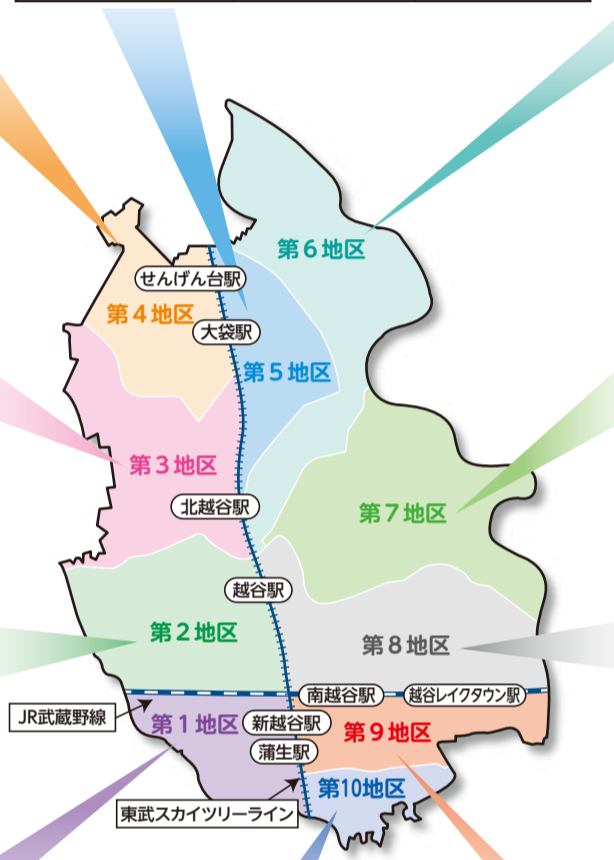 第6地区
せんげん台駅
第4地区
大袋駅
第5地区
第3地区
北越谷駅
第7地区
越谷駅
第2地区
第8地区
南越谷駅
越谷レイクタウン駅
JR武蔵野線
第1地区
新越谷駅
第9地区
蒲生駅
第10地区
東武スカイツリーライン